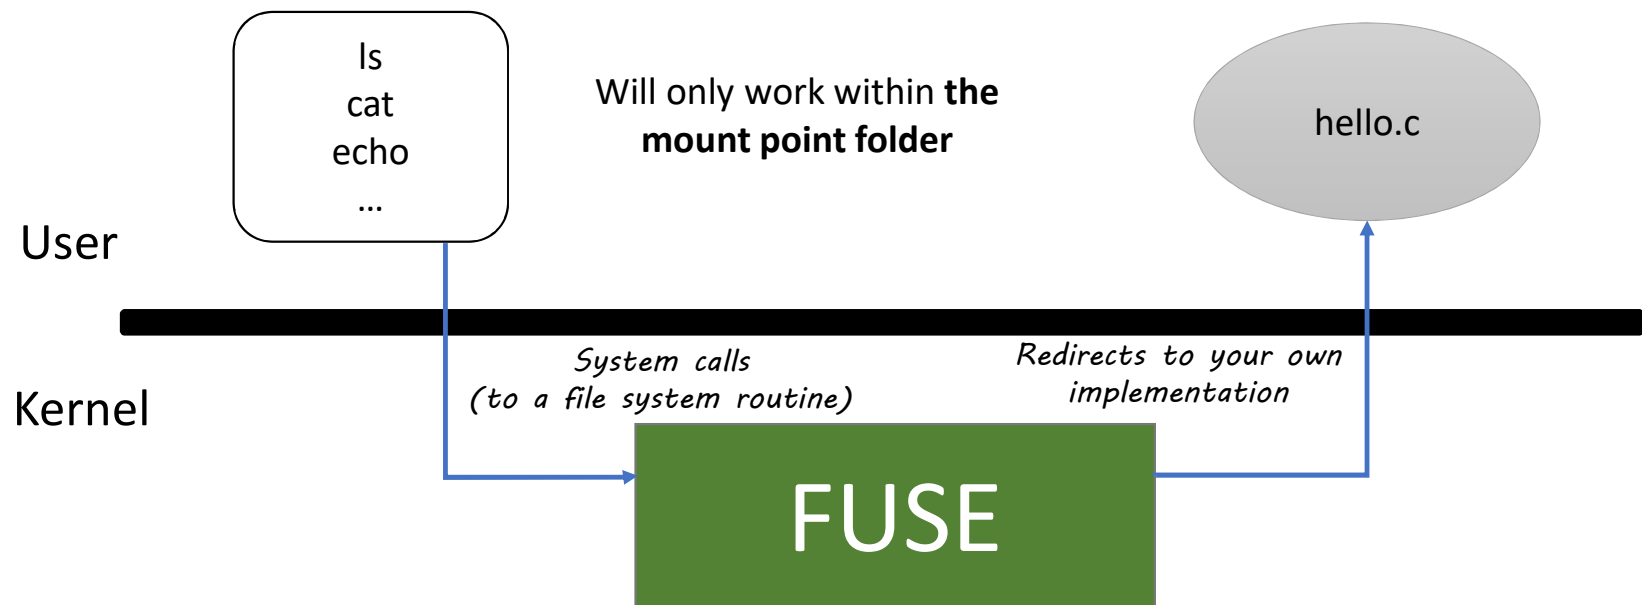 ls
cat
echo
…
Will only work within the
mount point folder
hello.c
User
Kernel
System calls
(to a file system routine)
Redirects to your own
implementation
FUSE